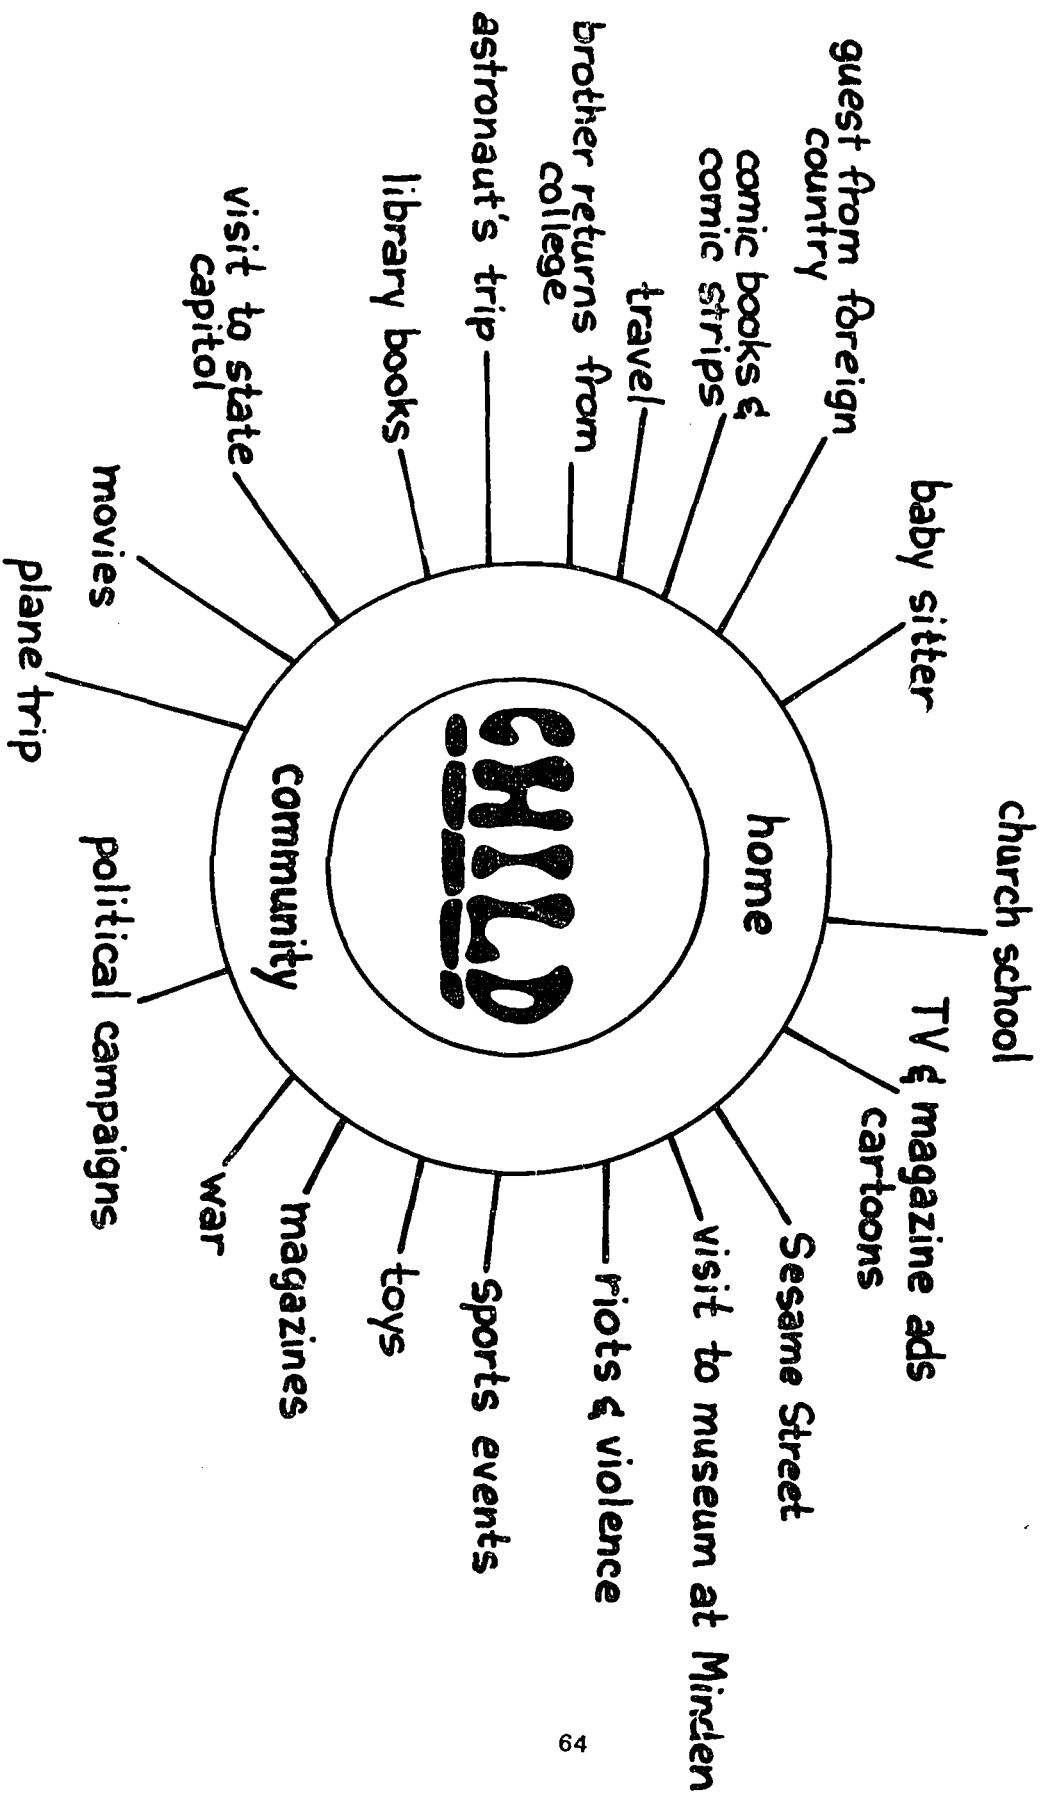 church school
baby sitter
TV & magazine ads
cartoons
guest from foreign
country
Sesame Street
comic books &
comic strips
home
visit to museum at Minden
travel
riots & violence
brother returns from
college
CHILD
astronaut's trip
sports events
library books
toys
community
magazines
visit to state
capitol
war
movies
political campaigns
plane trip
64